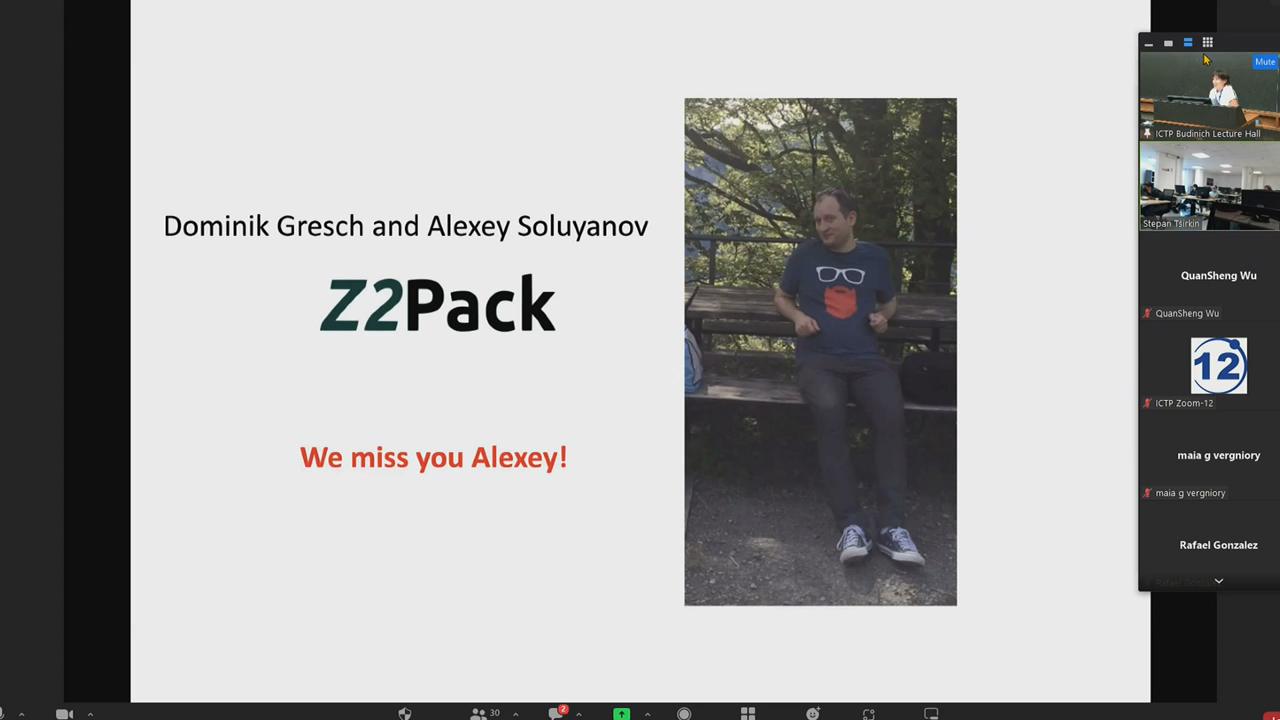 Dominik Gresch and Alexey Soluyanov
Z2Pack
We miss you Alexey!
Mute
ICTP Budinich Lecture Hall
Stepan Tsirkin
QuanSheng Wu
QuanSheng Wu
12
ICTP Zoom-12
maia g vergniory
maia g vergniory
Rafael Gonzalez
30
2